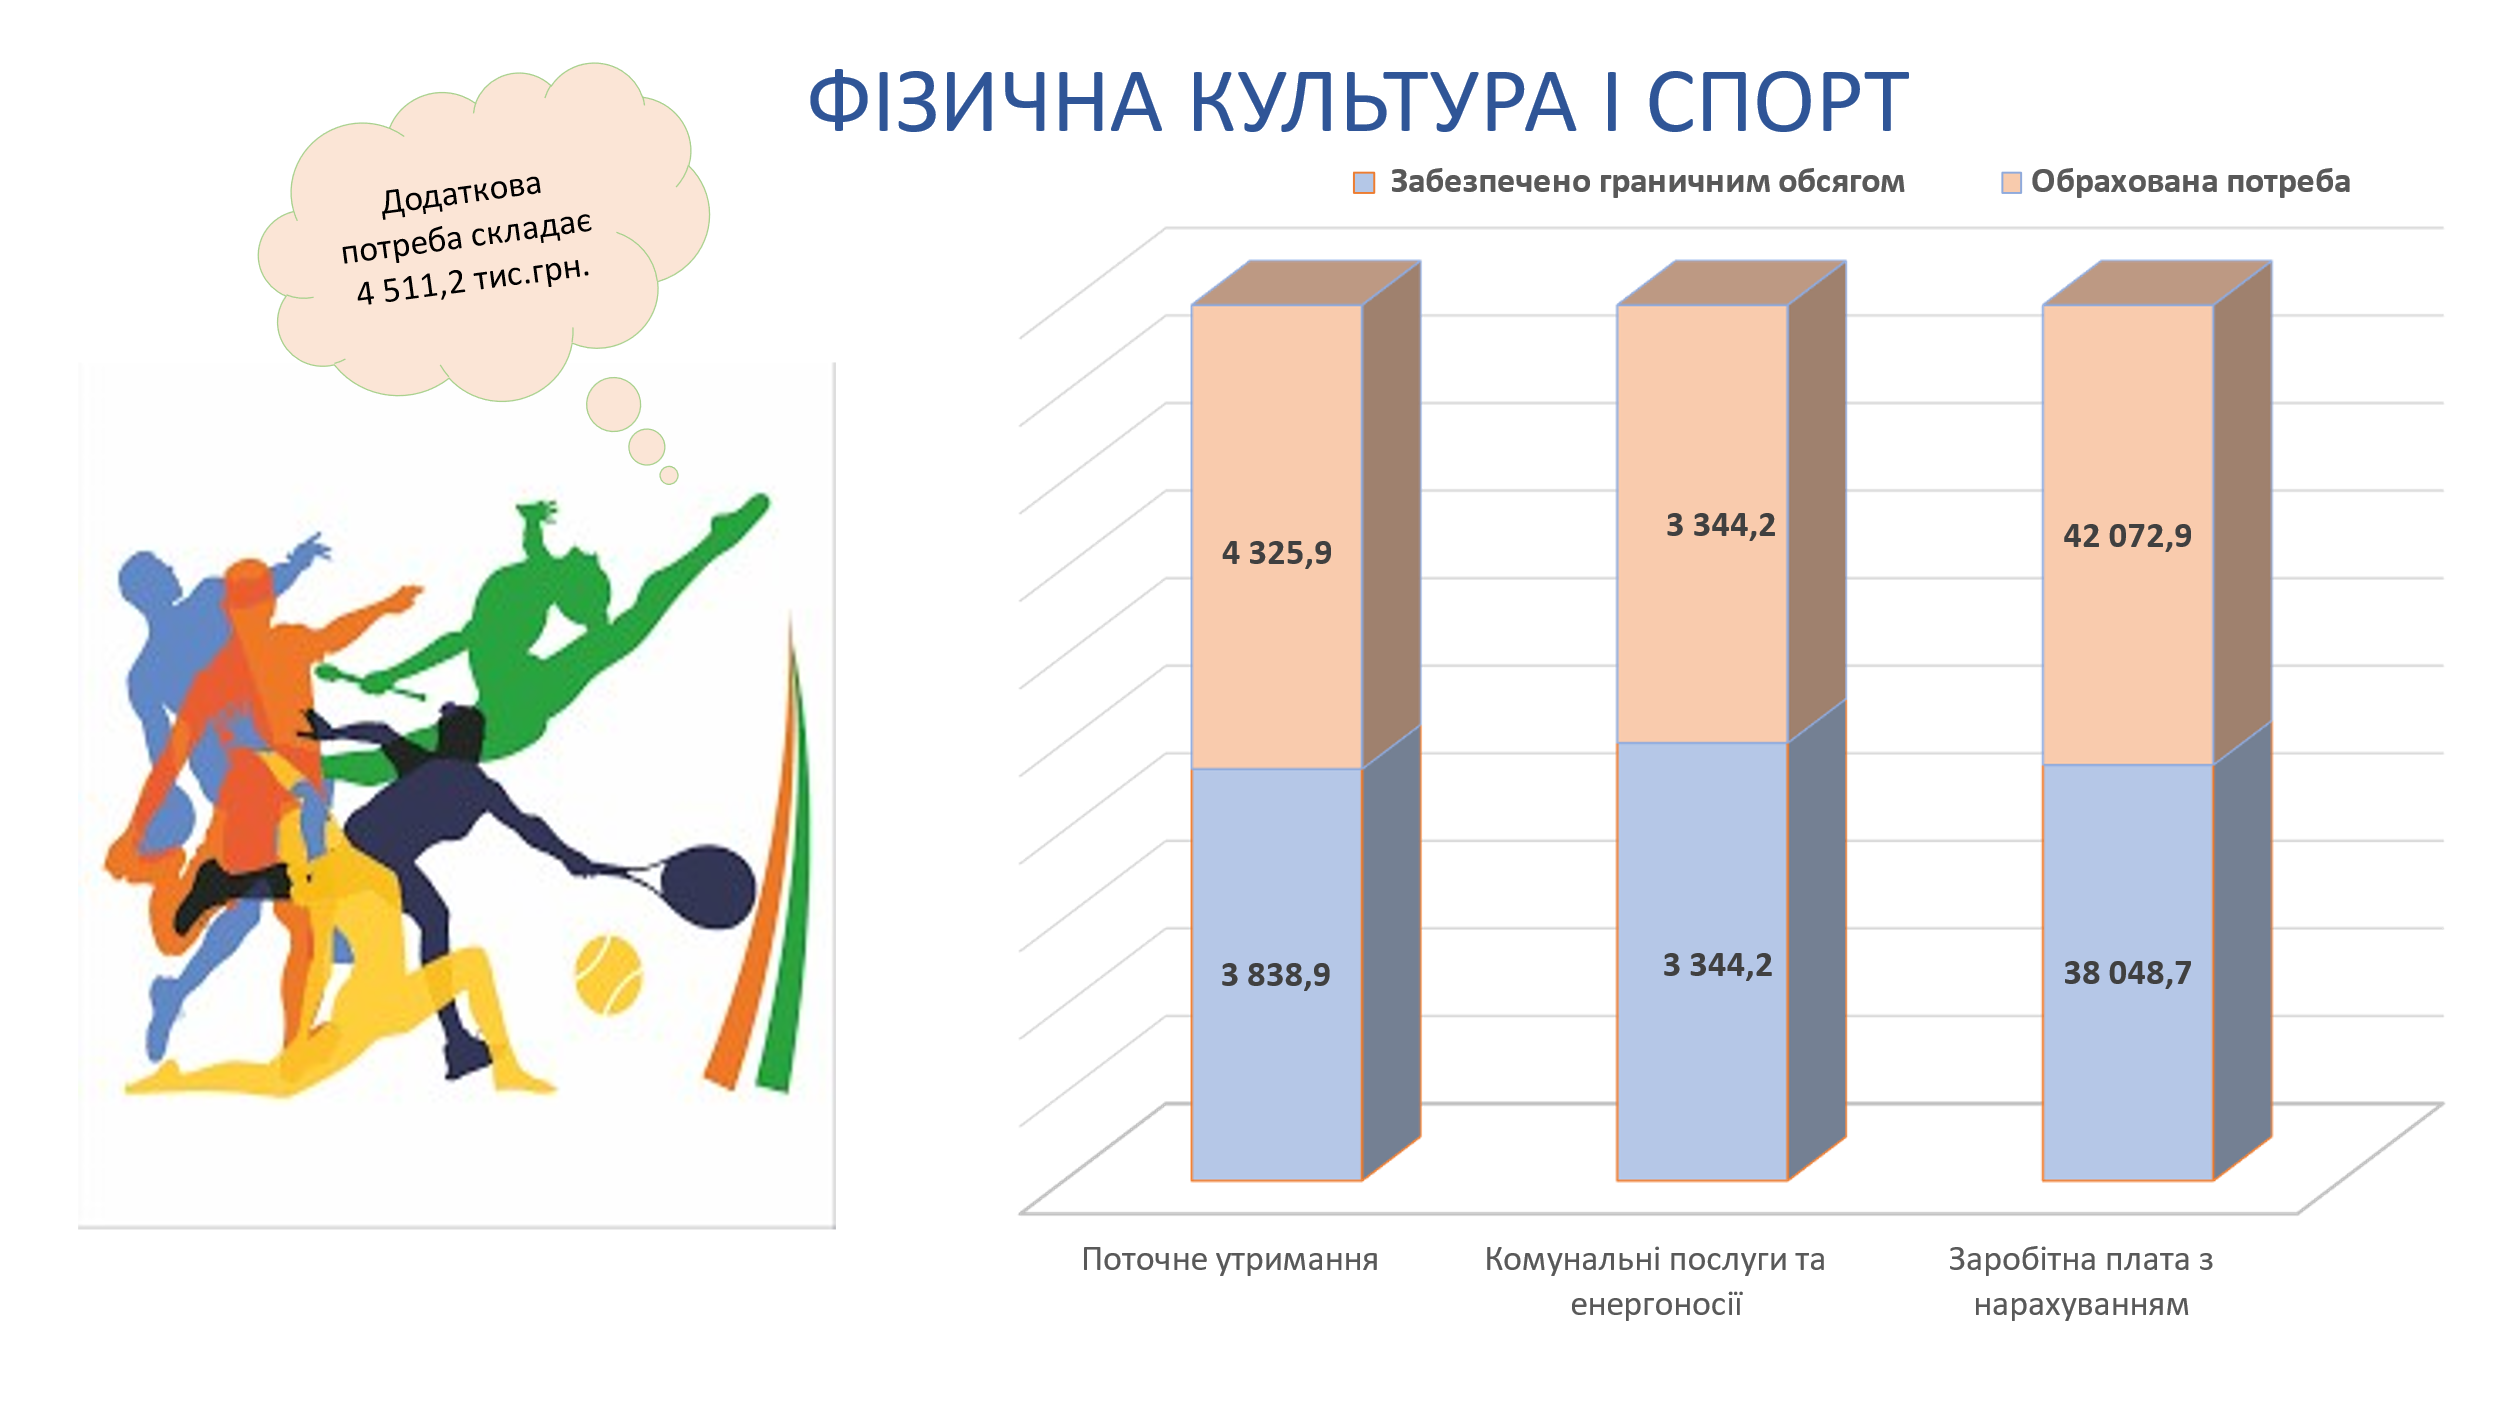 ФІЗИЧНА КУЛЬТУРА І СПОРТ
Додаткова
потреба складає
4 511,2 тис.грн.
Забезпечено граничним обсягом
Обрахована потреба
4 325,9
3 344,2
42 072,9
3 838,9
3 344,2
38 048,7
Поточне утримання
Комунальні послуги та
енергоносії
Заробітна плата з
нарахуванням